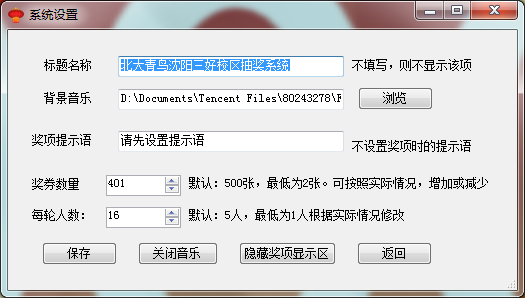 系统设置
标题名称 北大青鸟沈阳三好校区抽奖系统 不填写，则不显示该项
背景音乐 D:\Documents\Tencent Files\80243278\F 浏览
奖项提示语 请先设置提示语 不设置奖项时的提示语
奖券数量 401 默认：500张，最低为2张。可按照实际情况，增加或减少
每轮人数： 16 默认：5人，最低为1人根据实际情况修改
保存 关闭音乐 隐藏奖项显示区 返回